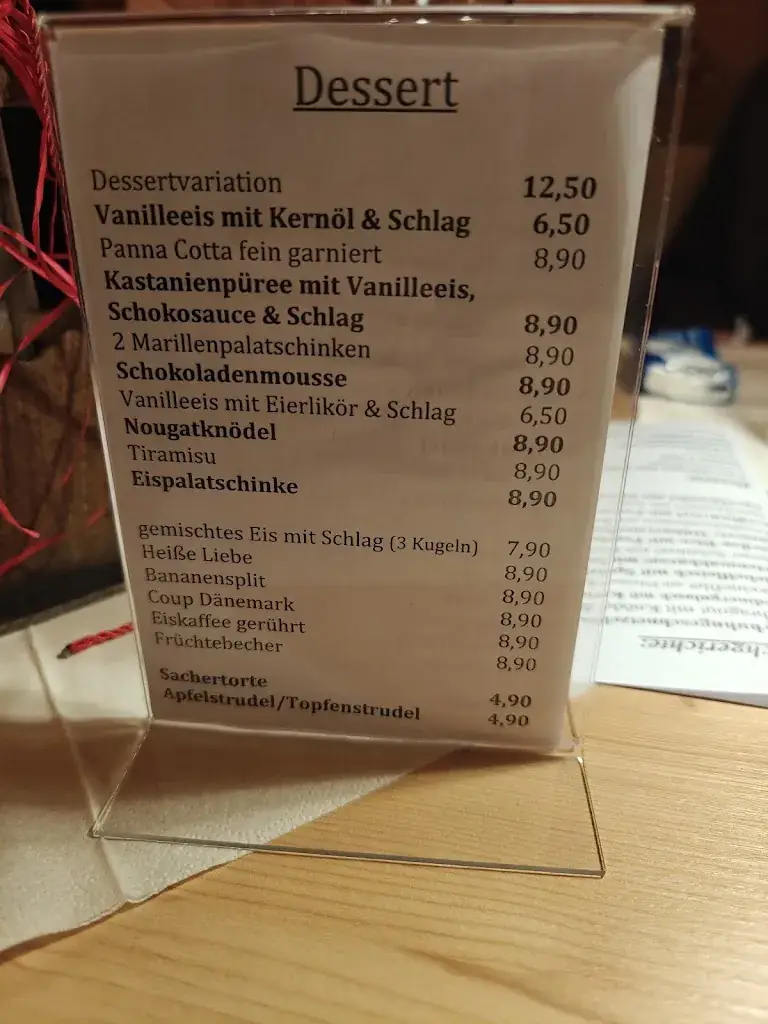 Dessert
Dessertvariation 12,50
Vanilleeis mit Kernöl & Schlag 6,50
Panna Cotta fein garniert 8,90
Kastanienpüree mit Vanilleeis,
Schokosauce & Schlag 8,90
2 Marillenpalatschinken 8,90
Schokoladenmousse 8,90
Vanilleeis mit Eierlikör & Schlag 6,50
Nougatknödel 8,90
Tiramisu 8,90
Eispalatschinke 8,90
gemischtes Eis mit Schlag (3 Kugeln) 7,90
Heiße Liebe 8,90
Bananensplit 8,90
Coup Dänemark 8,90
Eiskaffee gerührt 8,90
Früchtebecher 8,90
Sachertorte 4,90
Apfelstrudel/Topfenstrudel 4,90